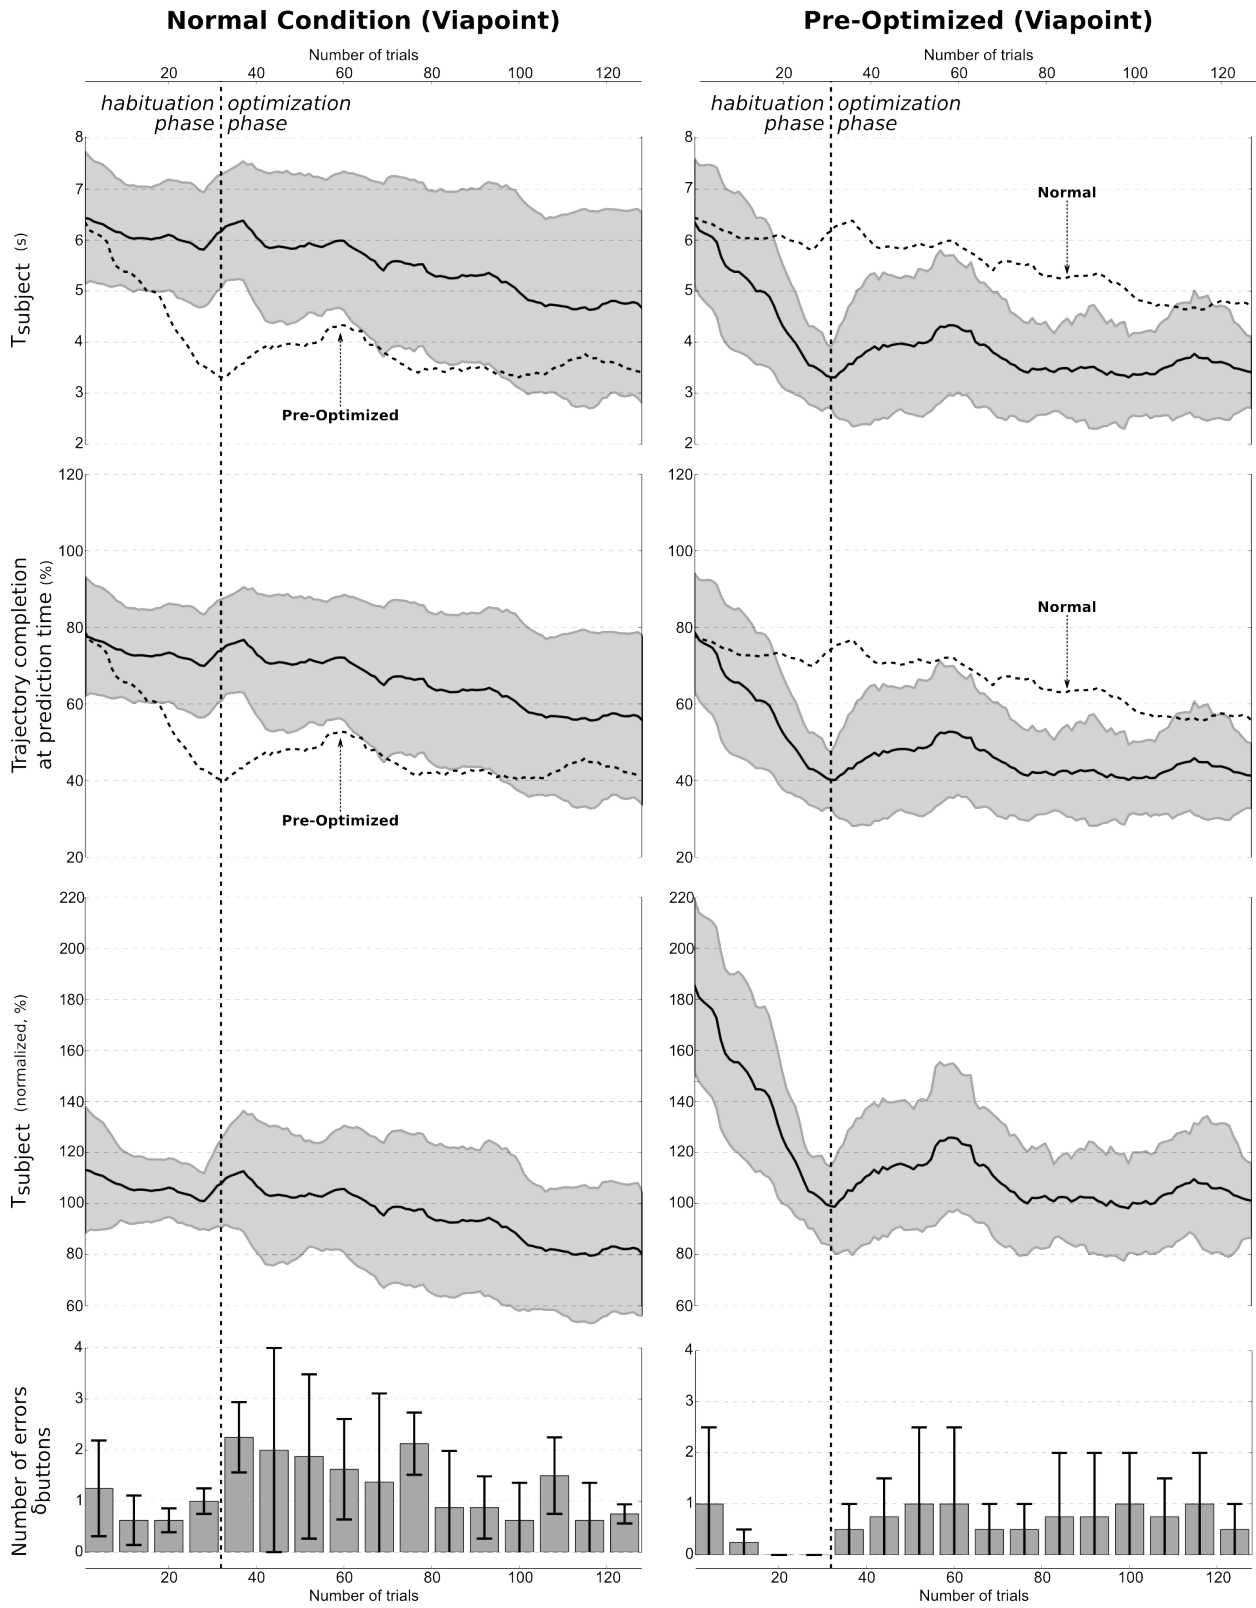 Normal Condition (Viapoint)
Pre-Optimized (Viapoint)
Number of trials
Number of trials
20 40 60 80 100 120
20 40 60 80 100 120
habituation phase
optimization phase
habituation phase
optimization phase
Tsubject (s)
8
7
6
5
4
3
2
Pre-Optimized
8
7
6
5
4
3
2
Normal
Trajectory completion
at prediction time (%)
120
100
80
60
40
20
Pre-Optimized
120
100
80
60
40
20
Normal
Tsubject (normalized, %)
220
200
180
160
140
120
100
80
60
220
200
180
160
140
120
100
80
60
Number of errors
δbuttons
4
3
2
1
0
4
3
2
1
0
20 40 60 80 100 120
20 40 60 80 100 120
Number of trials
Number of trials